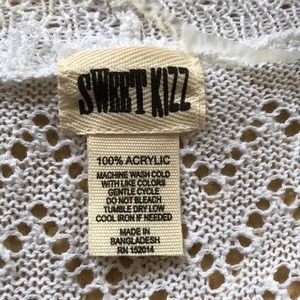 SWEET KIZZ
100% ACRYLIC
MACHINE WASH COLD
WITH LIKE COLORS
GENTLE CYCLE
DO NOT BLEACH
TUMBLE DRY LOW
COOL IRON IF NEEDED
MADE IN
BANGLADESH
RN 152014